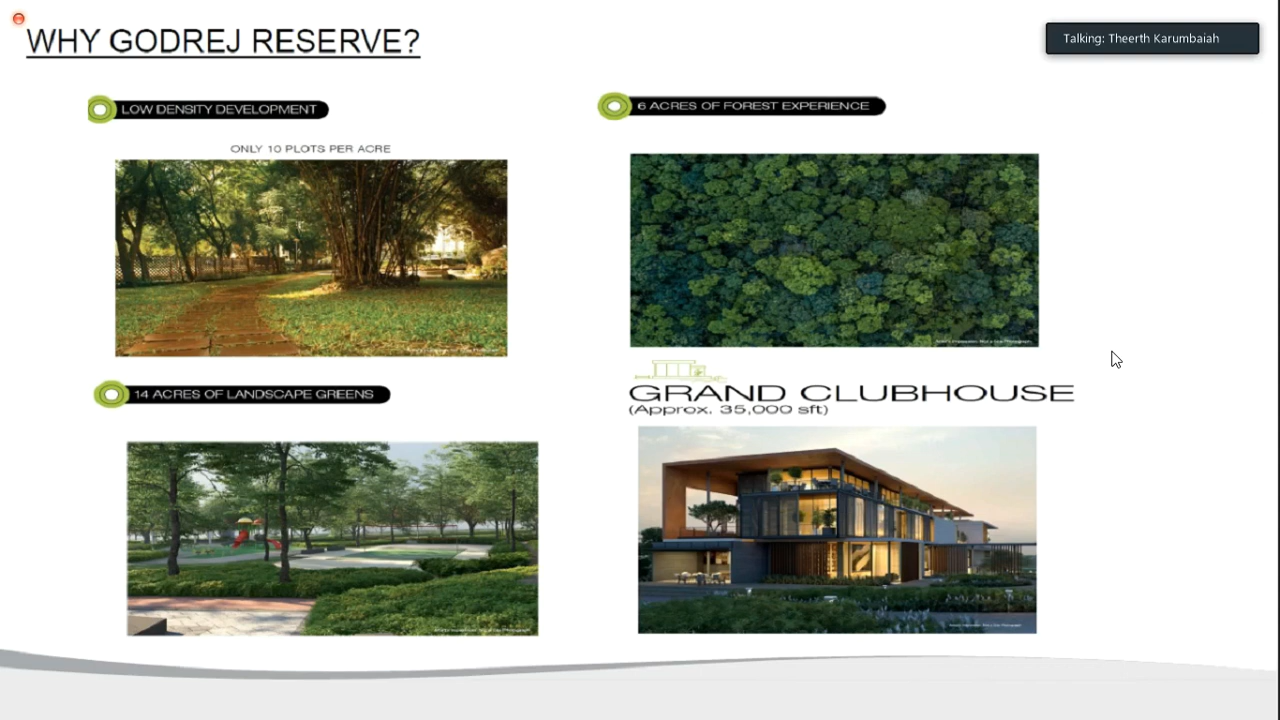 WHY GODREJ RESERVE?
Talking: Theerth Karumbaiah
LOW DENSITY DEVELOPMENT
ONLY 10 PLOTS PER ACRE
6 ACRES OF FOREST EXPERIENCE
14 ACRES OF LANDSCAPE GREENS
GRAND CLUBHOUSE
(Approx. 35,000 sft)